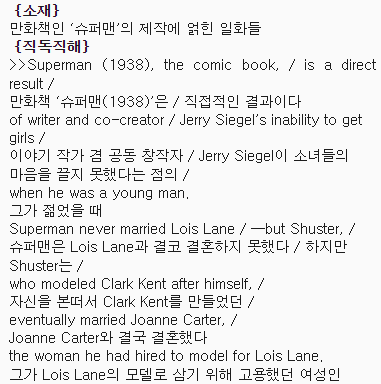 {소재}
만화책인 ‘슈퍼맨’의 제작에 얽힌 일화들
{직독직해}
>>Superman (1938), the comic book, / is a direct
result /
만화책 ‘슈퍼맨(1938)’은 / 직접적인 결과이다
of writer and co-creator / Jerry Siegel’s inability to get
girls /
이야기 작가 겸 공동 창작자 / Jerry Siegel이 소녀들의
마음을 끌지 못했다는 점의 /
when he was a young man.
그가 젊었을 때
Superman never married Lois Lane / —but Shuster, /
슈퍼맨은 Lois Lane과 결코 결혼하지 못했다 / 하지만
Shuster는 /
who modeled Clark Kent after himself, /
자신을 본떠서 Clark Kent를 만들었던 /
eventually married Joanne Carter, /
Joanne Carter와 결국 결혼했다
the woman he had hired to model for Lois Lane.
그가 Lois Lane의 모델로 삼기 위해 고용했던 여성인